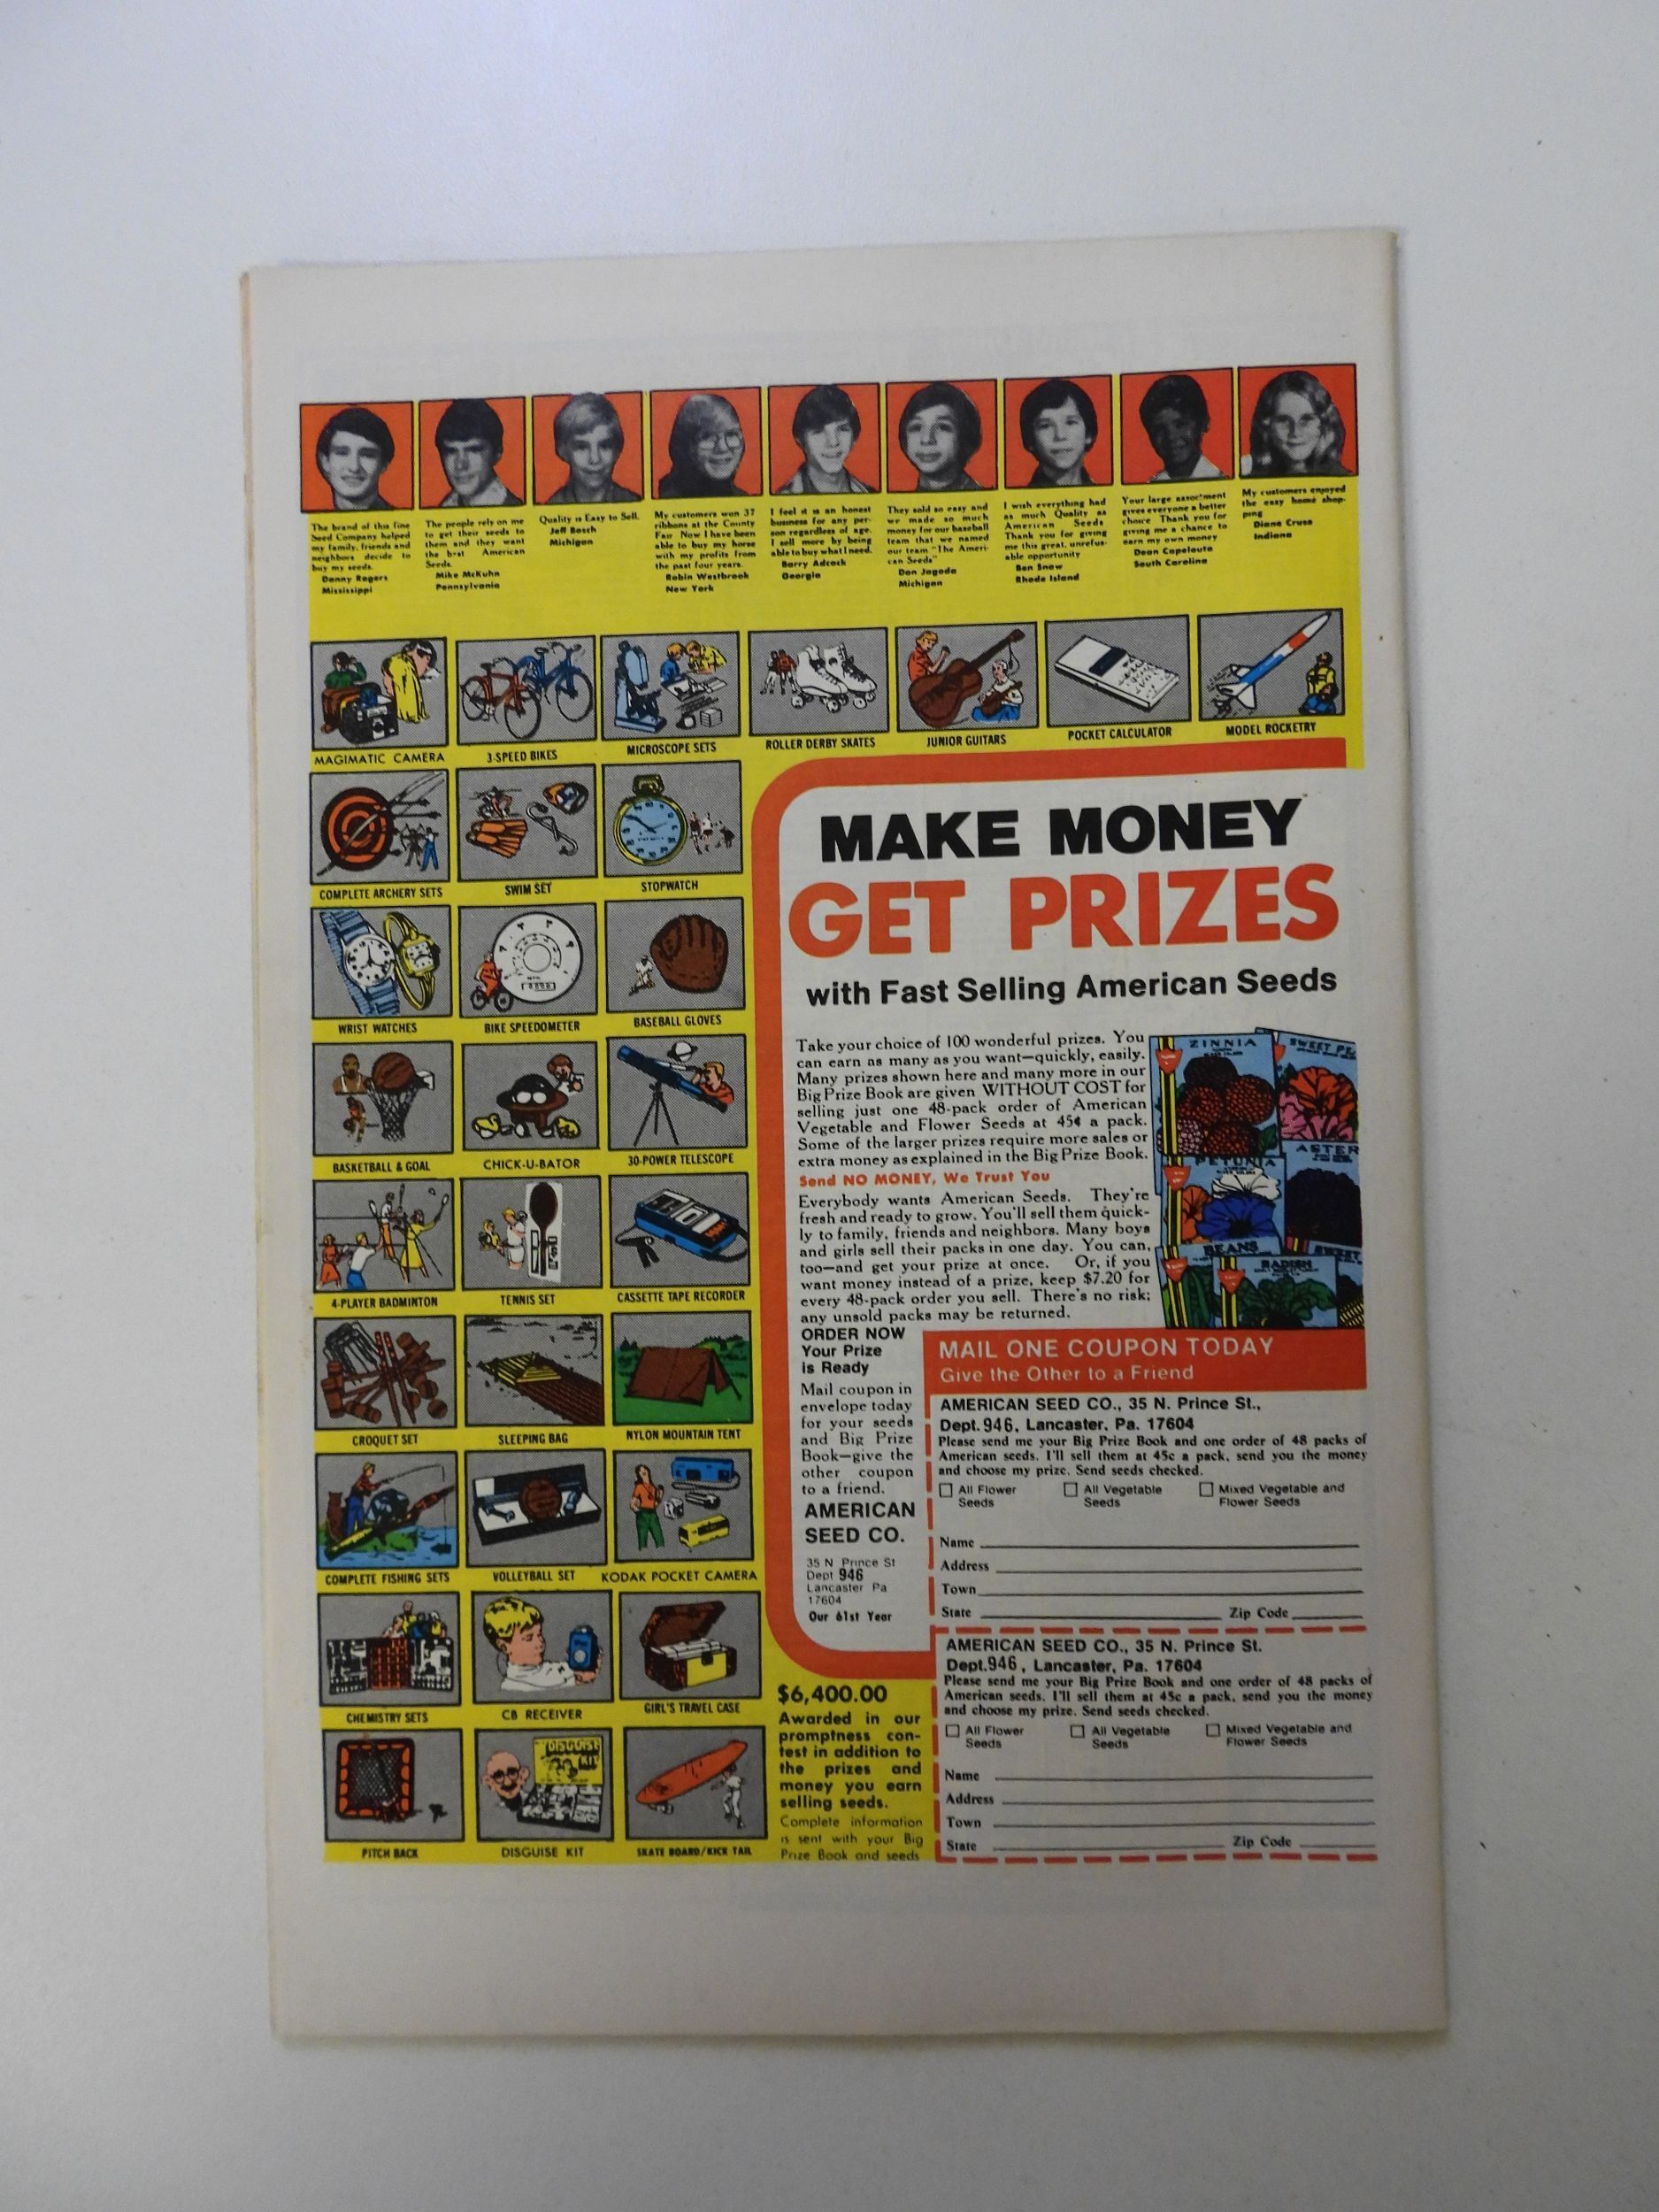 The brand of this fine
Seed Company helped
my family, friends and
neighbors decide to
buy my seeds.
Danny Rogers
Mississippi
The people rely on me
to get their seeds to
them and they want
the best American
Seeds.
Mike McKuhn
Pennsylvania
Quality is Easy to Sell.
Jeff Bosch
Michigan
My customers won 37
ribbons at the County
Fair Now I have been
able to buy my horse
with my profits from
the past four years.
Robin Westbrook
New York
I feel it is an honest
business for any per-
son regardless of age.
I sell more by being
able to buy what I need.
Barry Adcock
Georgia
They sold so easy and
we made so much
money for our baseball
team that we named
our team "The Ameri-
can Seeds"
Don Jagoda
Michigan
I wish everything had
as much Quality as
American Seeds
Thank you for giving
me this great, unrefus-
able opportunity
Ben Snow
Rhode Island
Your large assortment
gives everyone a better
choice Thank you for
giving me a chance to
earn my own money
Dean Capeloute
South Carolina
My customers enjoyed
the easy home shop-
ping
Diane Cruse
Indiana
MAGIMATIC CAMERA
3-SPEED BIKES
MICROSCOPE SETS
ROLLER DERBY SKATES
JUNIOR GUITARS
POCKET CALCULATOR
MODEL ROCKETRY
COMPLETE ARCHERY SETS
SWIM SET
STOPWATCH
WRIST WATCHES
BIKE SPEEDOMETER
BASEBALL GLOVES
BASKETBALL & GOAL
CHICK-U-BATOR
30-POWER TELESCOPE
4-PLAYER BADMINTON
TENNIS SET
CASSETTE TAPE RECORDER
CROQUET SET
SLEEPING BAG
NYLON MOUNTAIN TENT
COMPLETE FISHING SETS
VOLLEYBALL SET
KODAK POCKET CAMERA
CHEMISTRY SETS
CB RECEIVER
GIRL'S TRAVEL CASE
DISGUISE
KIT
PITCH BACK
DISGUISE KIT
SKATE BOARD/KICK TAIL
MAKE MONEY
GET PRIZES
with Fast Selling American Seeds
Take your choice of 100 wonderful prizes. You
can earn as many as you want—quickly, easily.
Many prizes shown here and many more in our
Big Prize Book are given WITHOUT COST for
selling just one 48-pack order of American
Vegetable and Flower Seeds at 45¢ a pack.
Some of the larger prizes require more sales or
extra money as explained in the Big Prize Book.
Send NO MONEY, We Trust You
Everybody wants American Seeds. They're
fresh and ready to grow. You'll sell them quick-
ly to family, friends and neighbors. Many boys
and girls sell their packs in one day. You can,
too—and get your prize at once. Or, if you
want money instead of a prize, keep $7.20 for
every 48-pack order you sell. There's no risk;
any unsold packs may be returned.
ZINNIA
SWEET PE
ASTER
PETUNIA
BEANS
RADISH
SWEET
ORDER NOW
Your Prize
is Ready
Mail coupon in
envelope today
for your seeds
and Big Prize
Book—give the
other coupon
to a friend.
AMERICAN
SEED CO.
35 N Prince St
Dept 946
Lancaster Pa
17604
Our 61st Year
MAIL ONE COUPON TODAY
Give the Other to a Friend
AMERICAN SEED CO., 35 N. Prince St.,
Dept. 946, Lancaster, Pa. 17604
Please send me your Big Prize Book and one order of 48 packs of
American seeds. I'll sell them at 45c a pack, send you the money
and choose my prize. Send seeds checked.
All Flower Seeds
All Vegetable Seeds
Mixed Vegetable and Flower Seeds
Name
Address
Town
State Zip Code
AMERICAN SEED CO., 35 N. Prince St.
Dept. 946, Lancaster, Pa. 17604
Please send me your Big Prize Book and one order of 48 packs of
American seeds. I'll sell them at 45c a pack, send you the money
and choose my prize. Send seeds checked.
All Flower Seeds
All Vegetable Seeds
Mixed Vegetable and Flower Seeds
Name
Address
Town
State Zip Code
$6,400.00
Awarded in our
promptness con-
test in addition to
the prizes and
money you earn
selling seeds.
Complete information
is sent with your Big
Prize Book and seeds